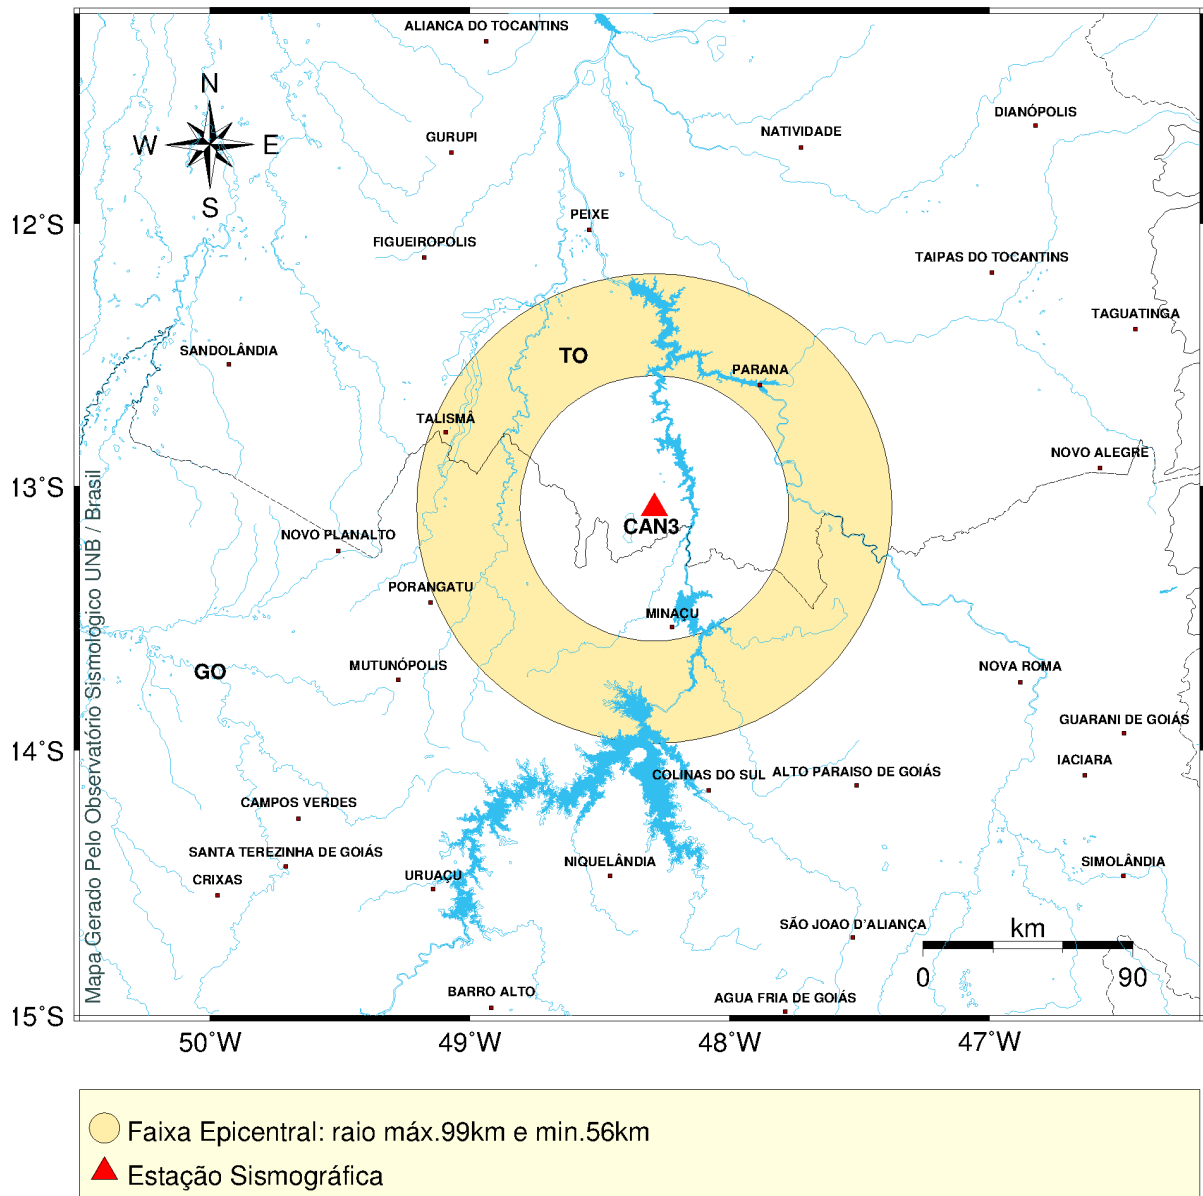 ALIANCA DO TOCANTINS
DIANÓPOLIS
N
NATIVIDADE
GURUPI
W
E
S
PEIXE
12°S
FIGUEIROPOLIS
TAIPAS DO TOCANTINS
TAGUATINGA
SANDOLÂNDIA
TO
PARANA
TALISMÃ
NOVO ALEGRE
13°S
CAN3
NOVO PLANALTO
PORANGATU
MINAÇU
MUTUNÓPOLIS
NOVA ROMA
GO
GUARANI DE GOIÁS
14°S
IACIARA
COLINAS DO SUL
ALTO PARAISO DE GOIÁS
CAMPOS VERDES
SANTA TEREZINHA DE GOIÁS
NIQUELÂNDIA
SIMOLÂNDIA
CRIXAS
URUAÇU
SÃO JOAO D'ALIANÇA
km
0
90
BARRO ALTO
AGUA FRIA DE GOIÁS
Mapa Gerado Pelo Observatório Sismologico UNB / Brasil
15°S
50°W
49°W
48°W
47°W
Faixa Epicentral: raio máx.99km e min.56km
Estação Sismográfica